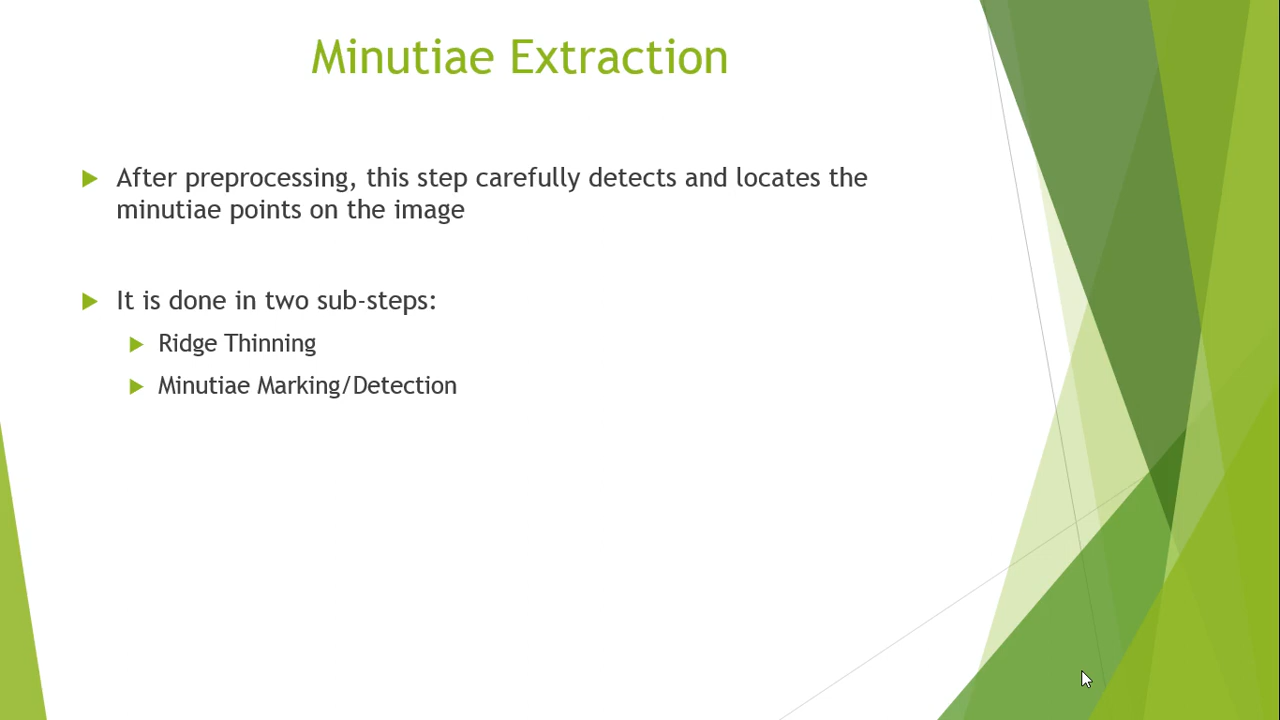 Minutiae Extraction
After preprocessing, this step carefully detects and locates the
minutiae points on the image
It is done in two sub-steps:
Ridge Thinning
Minutiae Marking/Detection